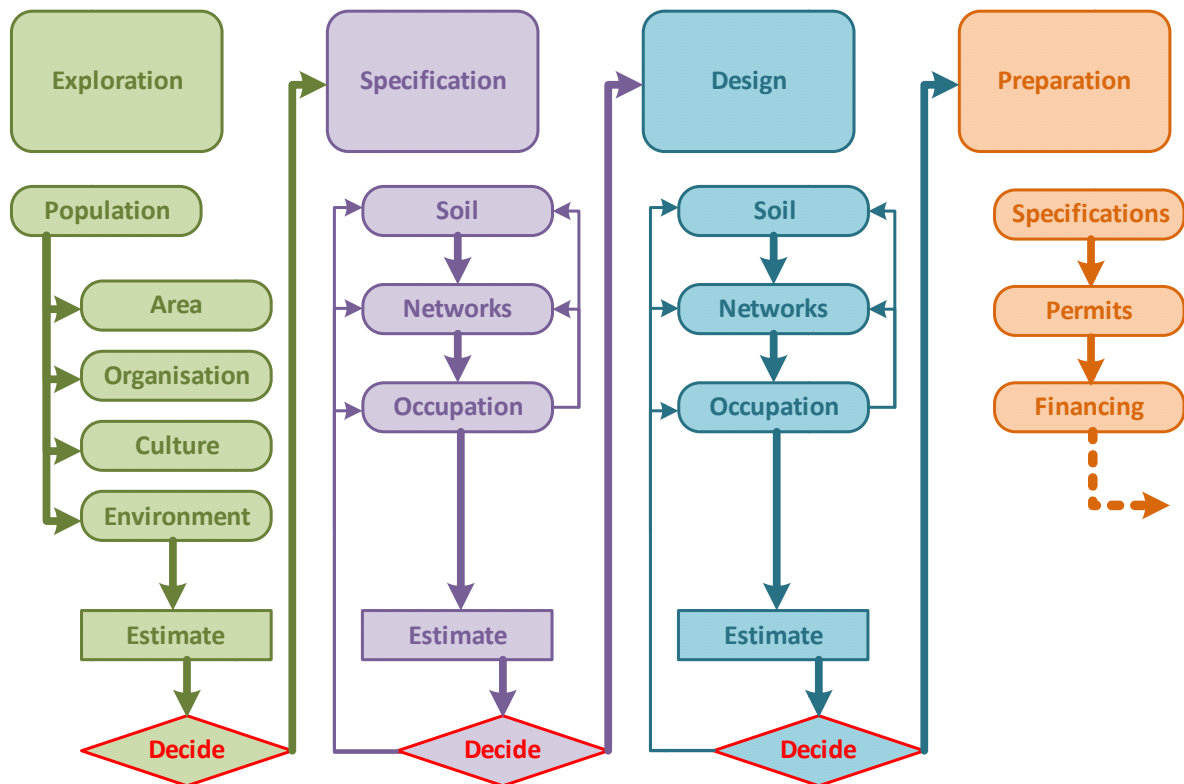 Exploration
Specification
Design
Preparation
Population
Area
Organisation
Culture
Environment
Estimate
Decide
Soil
Networks
Occupation
Estimate
Decide
Soil
Networks
Occupation
Estimate
Decide
Specifications
Permits
Financing